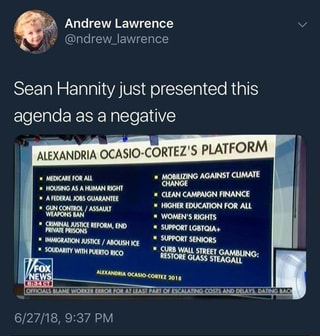 Andrew Lawrence
@ndrew_lawrence
Sean Hannity just presented this
agenda as a negative
ALEXANDRIA OCASIO-CORTEZ'S PLATFORM
▪ MEDICARE FOR ALL
▪ HOUSING AS A HUMAN RIGHT
▪ A FEDERAL JOBS GUARANTEE
▪ GUN CONTROL / ASSAULT
WEAPONS BAN
▪ CRIMINAL JUSTICE REFORM, END
PRIVATE PRISONS
▪ IMMIGRATION JUSTICE / ABOLISH ICE
▪ SOLIDARITY WITH PUERTO RICO
▪ MOBILIZING AGAINST CLIMATE
CHANGE
▪ CLEAN CAMPAIGN FINANCE
▪ HIGHER EDUCATION FOR ALL
▪ WOMEN'S RIGHTS
▪ SUPPORT LGBTQIA+
▪ SUPPORT SENIORS
▪ CURB WALL STREET GAMBLING:
RESTORE GLASS STEAGALL
ALEXANDRIA OCASIO-CORTEZ 2018
FOX
NEWS
OFFICIALS BLAME WORKER ERROR FOR AT LEAST PART OF ESCALATING COSTS AND DELAYS, DATING BACK
6/27/18, 9:37 PM